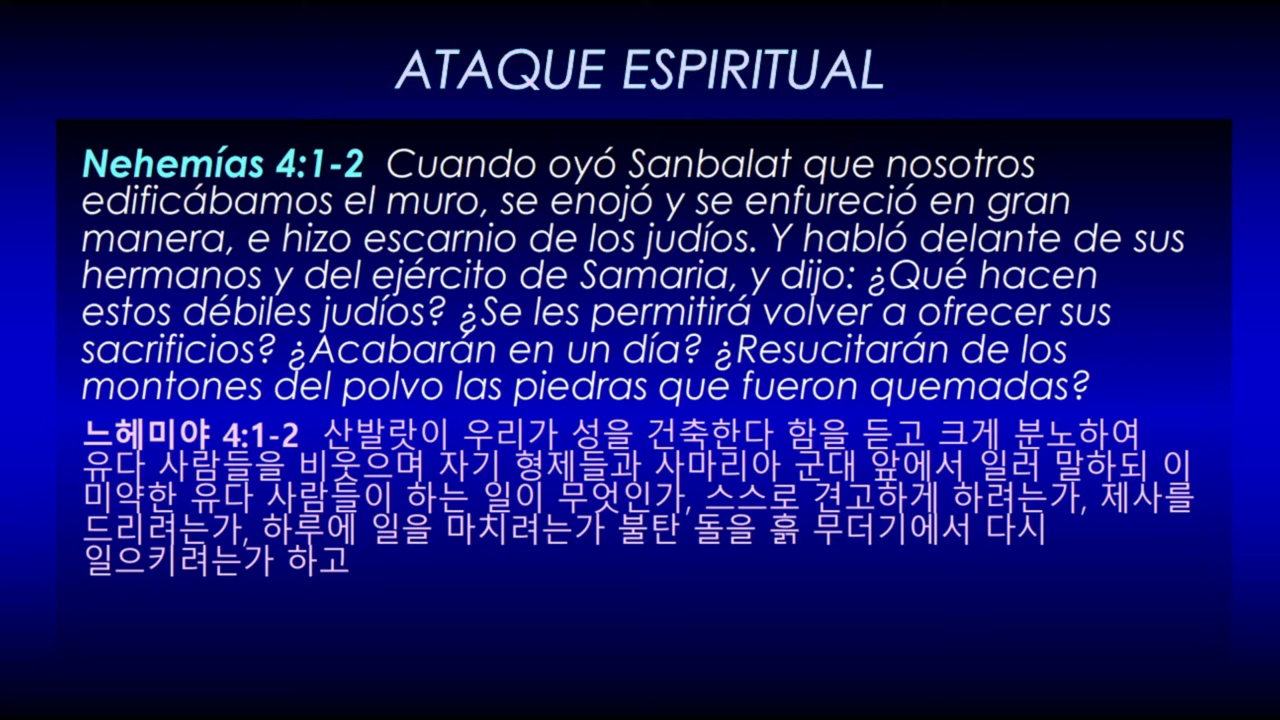 ATAQUE ESPIRITUAL
Nehemías 4:1-2 Cuando oyó Sanbalat que nosotros
edificábamos el muro, se enojó y se enfureció en gran
manera, e hizo escarnio de los judíos. Y habló delante de sus
hermanos y del ejército de Samaria, y dijo: ¿Qué hacen
estos débiles judíos? ¿Se les permitirá volver a ofrecer sus
sacrificios? ¿Acabarán en un día? ¿Resucitarán de los
montones del polvo las piedras que fueron quemadas?
느헤미야 4:1-2 산발랏이 우리가 성을 건축한다 함을 듣고 크게 분노하여
유다 사람들을 비웃으며 자기 형제들과 사마리아 군대 앞에서 일러 말하되 이
미약한 유다 사람들이 하는 일이 무엇인가, 스스로 견고하게 하려는가, 제사를
드리려는가, 하루에 일을 마치려는가 불탄 돌을 흙 무더기에서 다시
일으키려는가 하고